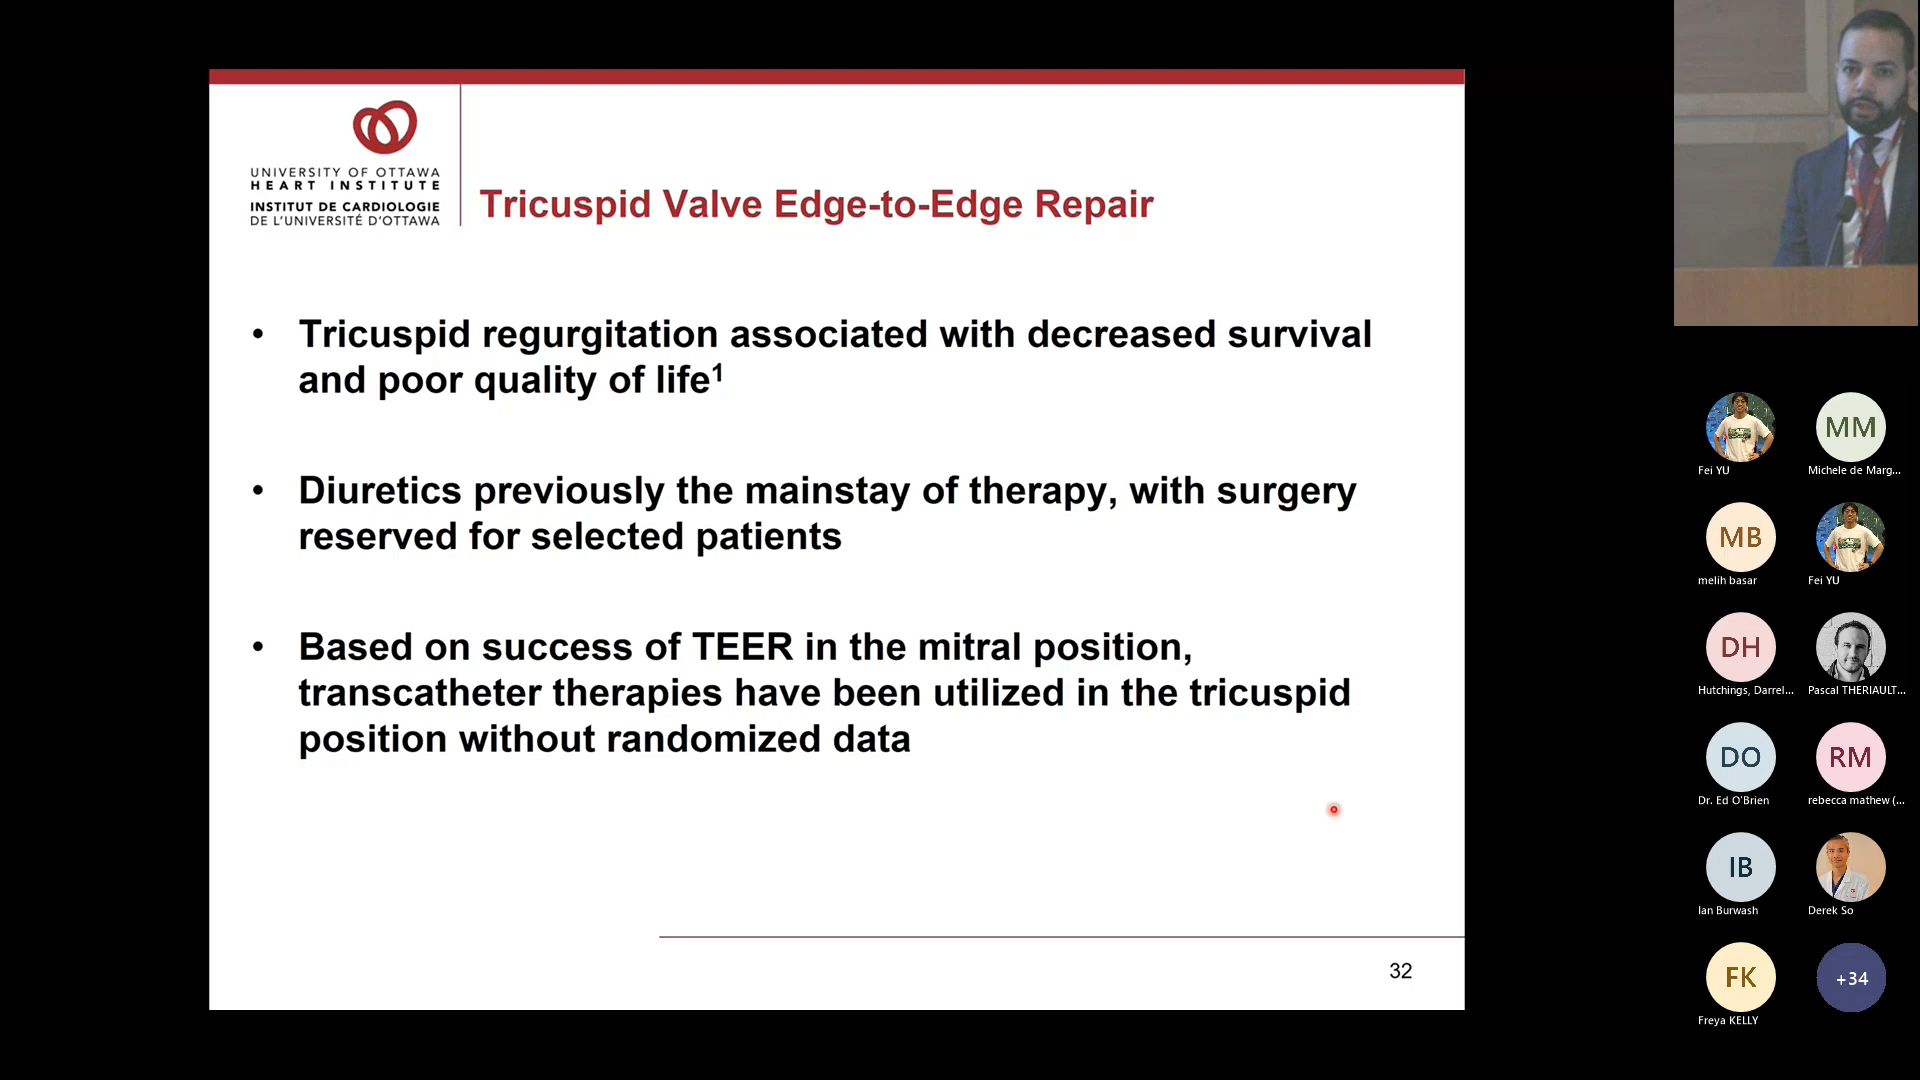 UNIVERSITY OF OTTAWA
HEART INSTITUTE
INSTITUT DE CARDIOLOGIE
DE L'UNIVERSITÉ D'OTTAWA
Tricuspid Valve Edge-to-Edge Repair
• Tricuspid regurgitation associated with decreased survival
and poor quality of life¹
• Diuretics previously the mainstay of therapy, with surgery
reserved for selected patients
• Based on success of TEER in the mitral position,
transcatheter therapies have been utilized in the tricuspid
position without randomized data
32
Fei YU
MM
Michele de Marg...
MB
melih basar
Fei YU
DH
Hutchings, Darrel...
Pascal THERIAULT...
DO
Dr. Ed O'Brien
RM
rebecca mathew (...
IB
Ian Burwash
Derek So
FK
Freya KELLY
+34